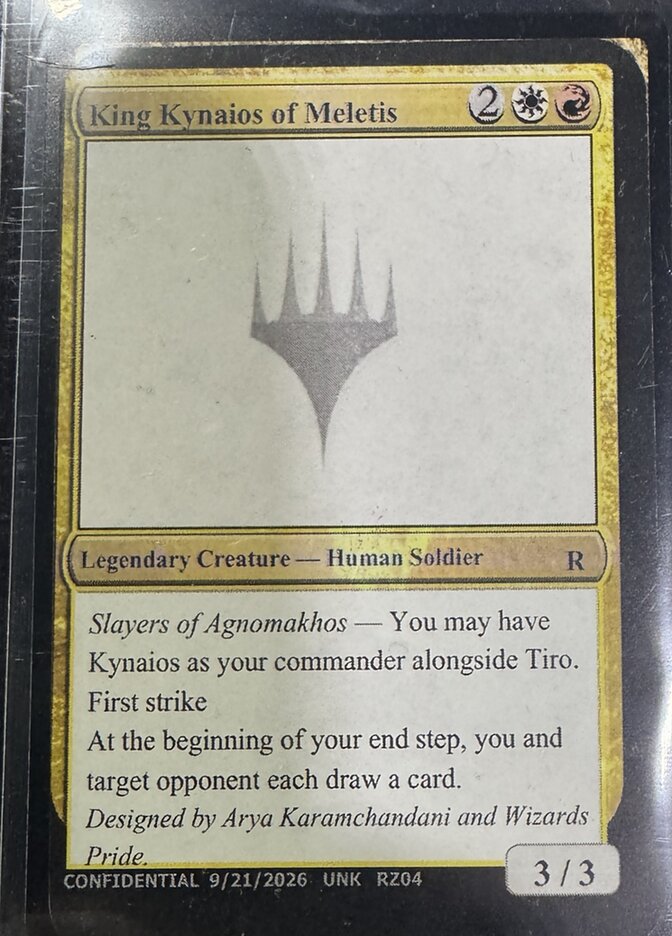 King Kynaios of Meletis 2
Legendary Creature — Human Soldier R
Slayers of Agnomakhos — You may have
Kynaios as your commander alongside Tiro.
First strike
At the beginning of your end step, you and
target opponent each draw a card.
Designed by Arya Karamchandani and Wizards
Pride.
3 / 3
CONFIDENTIAL 9/21/2026 UNK RZ04